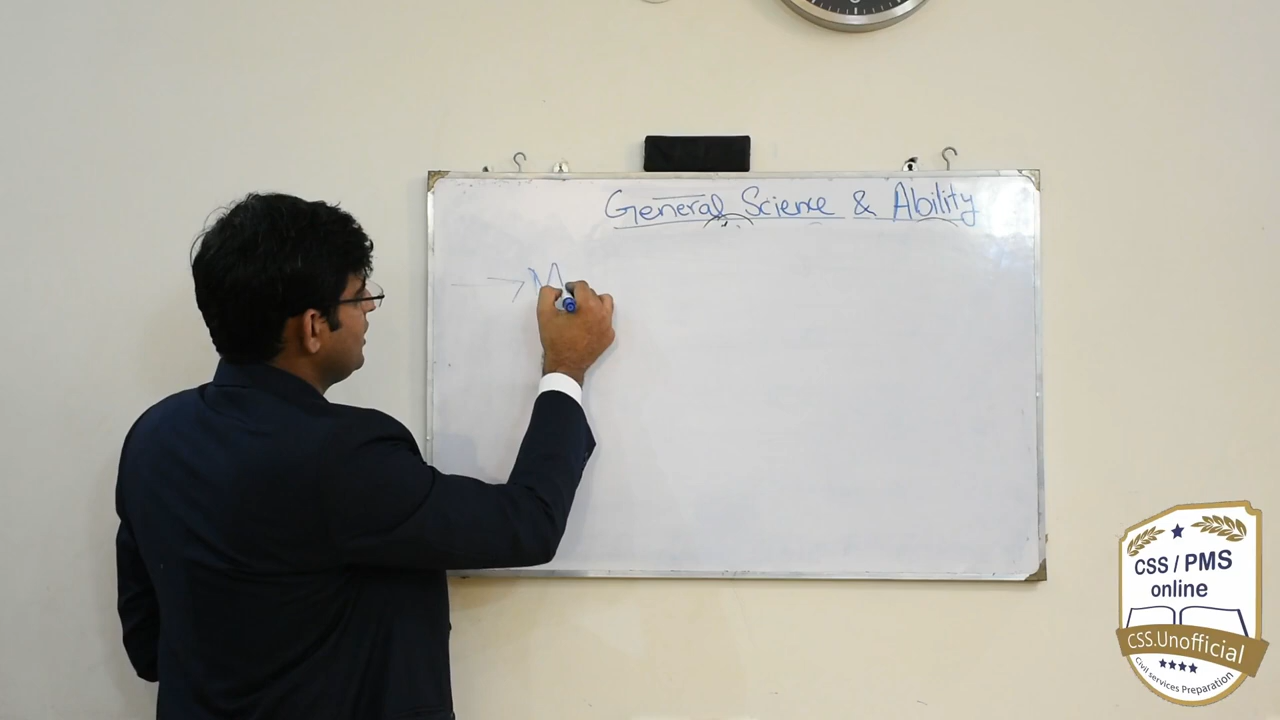 General Science & Ability
→ M
CSS / PMS
online
CSS.Unofficial
Civil services Preparation